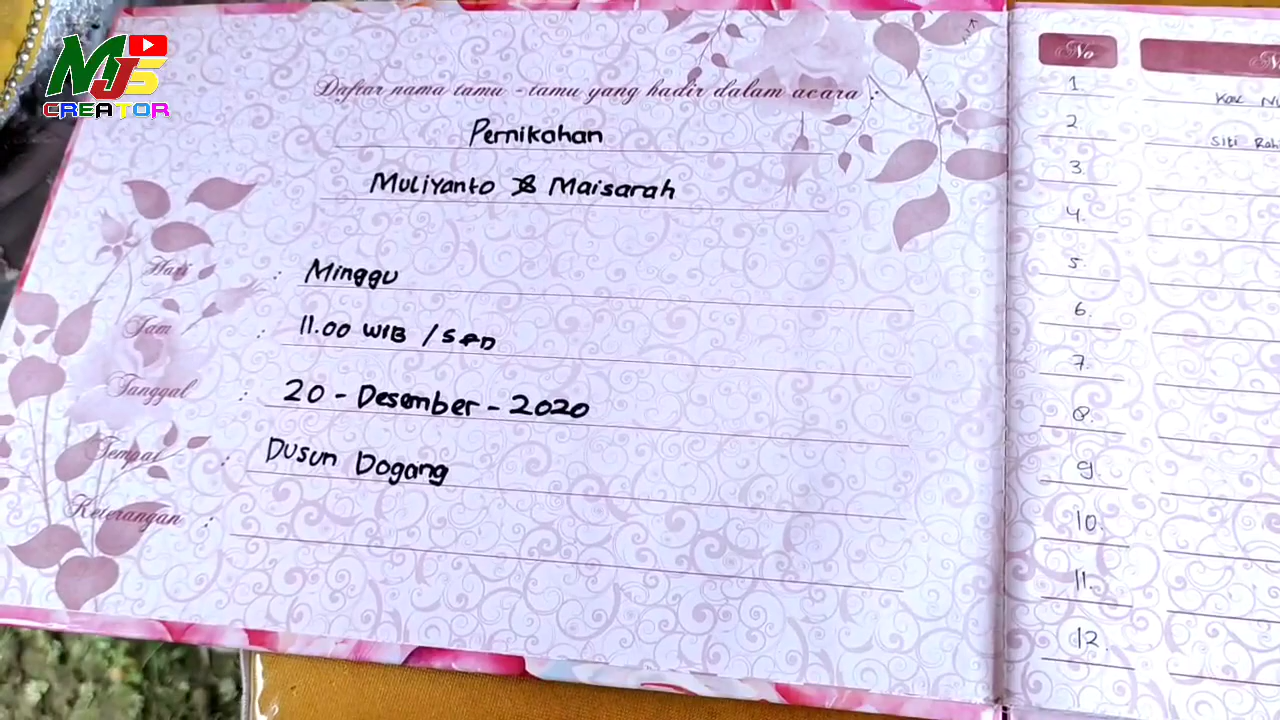 MJS
CREATOR
Daftar nama tamu - tamu yang hadir dalam acara :
Pernikahan
Muliyanto & Maisarah
Hari : Minggu
Jam : 11.00 WIB / SED
Tanggal : 20 - Desember - 2020
Tempat : Dusun Dogang
Keterangan :
No
1.
Kak
2.
Siti
3.
4.
5.
6.
7.
8.
9.
10.
11.
12.